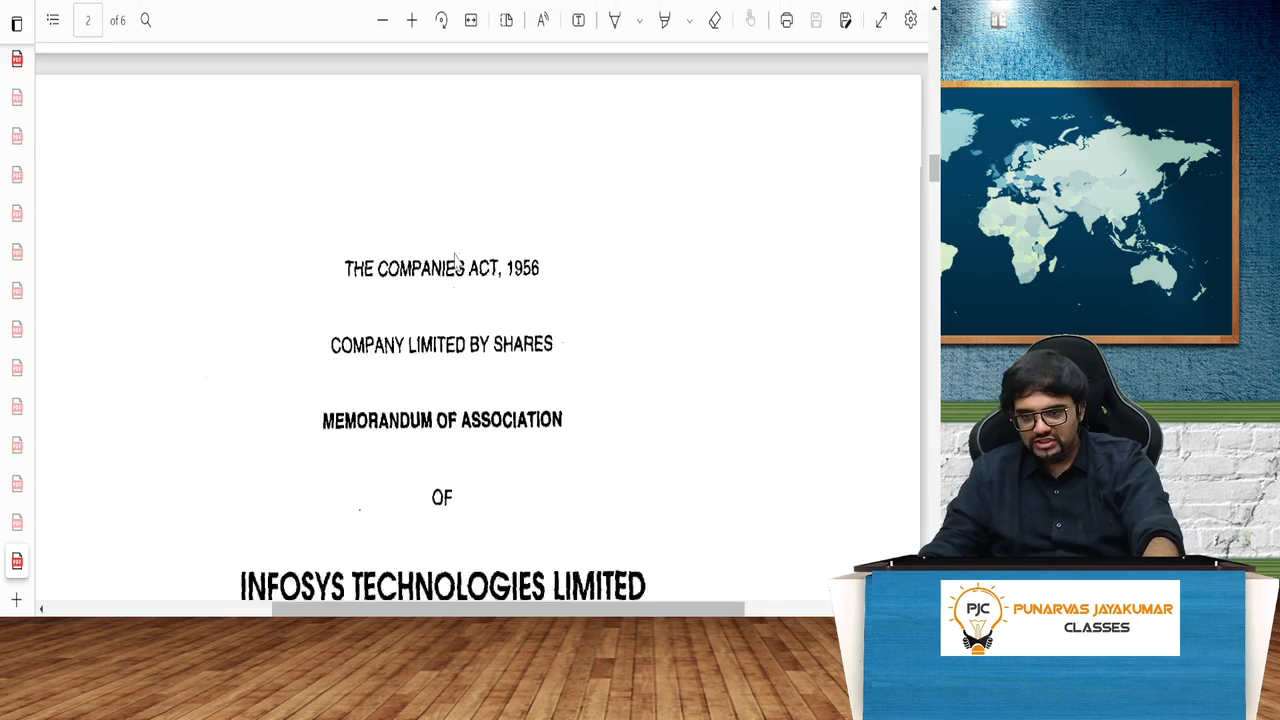 2 of 6
THE COMPANIES ACT, 1956
COMPANY LIMITED BY SHARES
MEMORANDUM OF ASSOCIATION
OF
INFOSYS TECHNOLOGIES LIMITED
PJC
PUNARVAS JAYAKUMAR
CLASSES